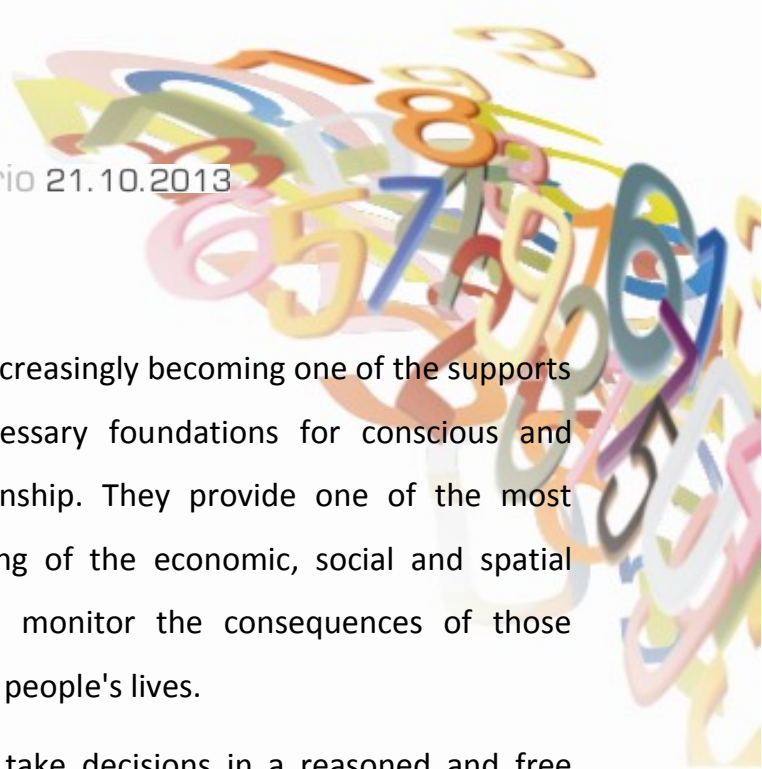 rio 21.10.2013
creasingly becoming one of the supports
essary foundations for conscious and
nship. They provide one of the most
ng of the economic, social and spatial
monitor the consequences of those
people's lives.
take decisions in a reasoned and free